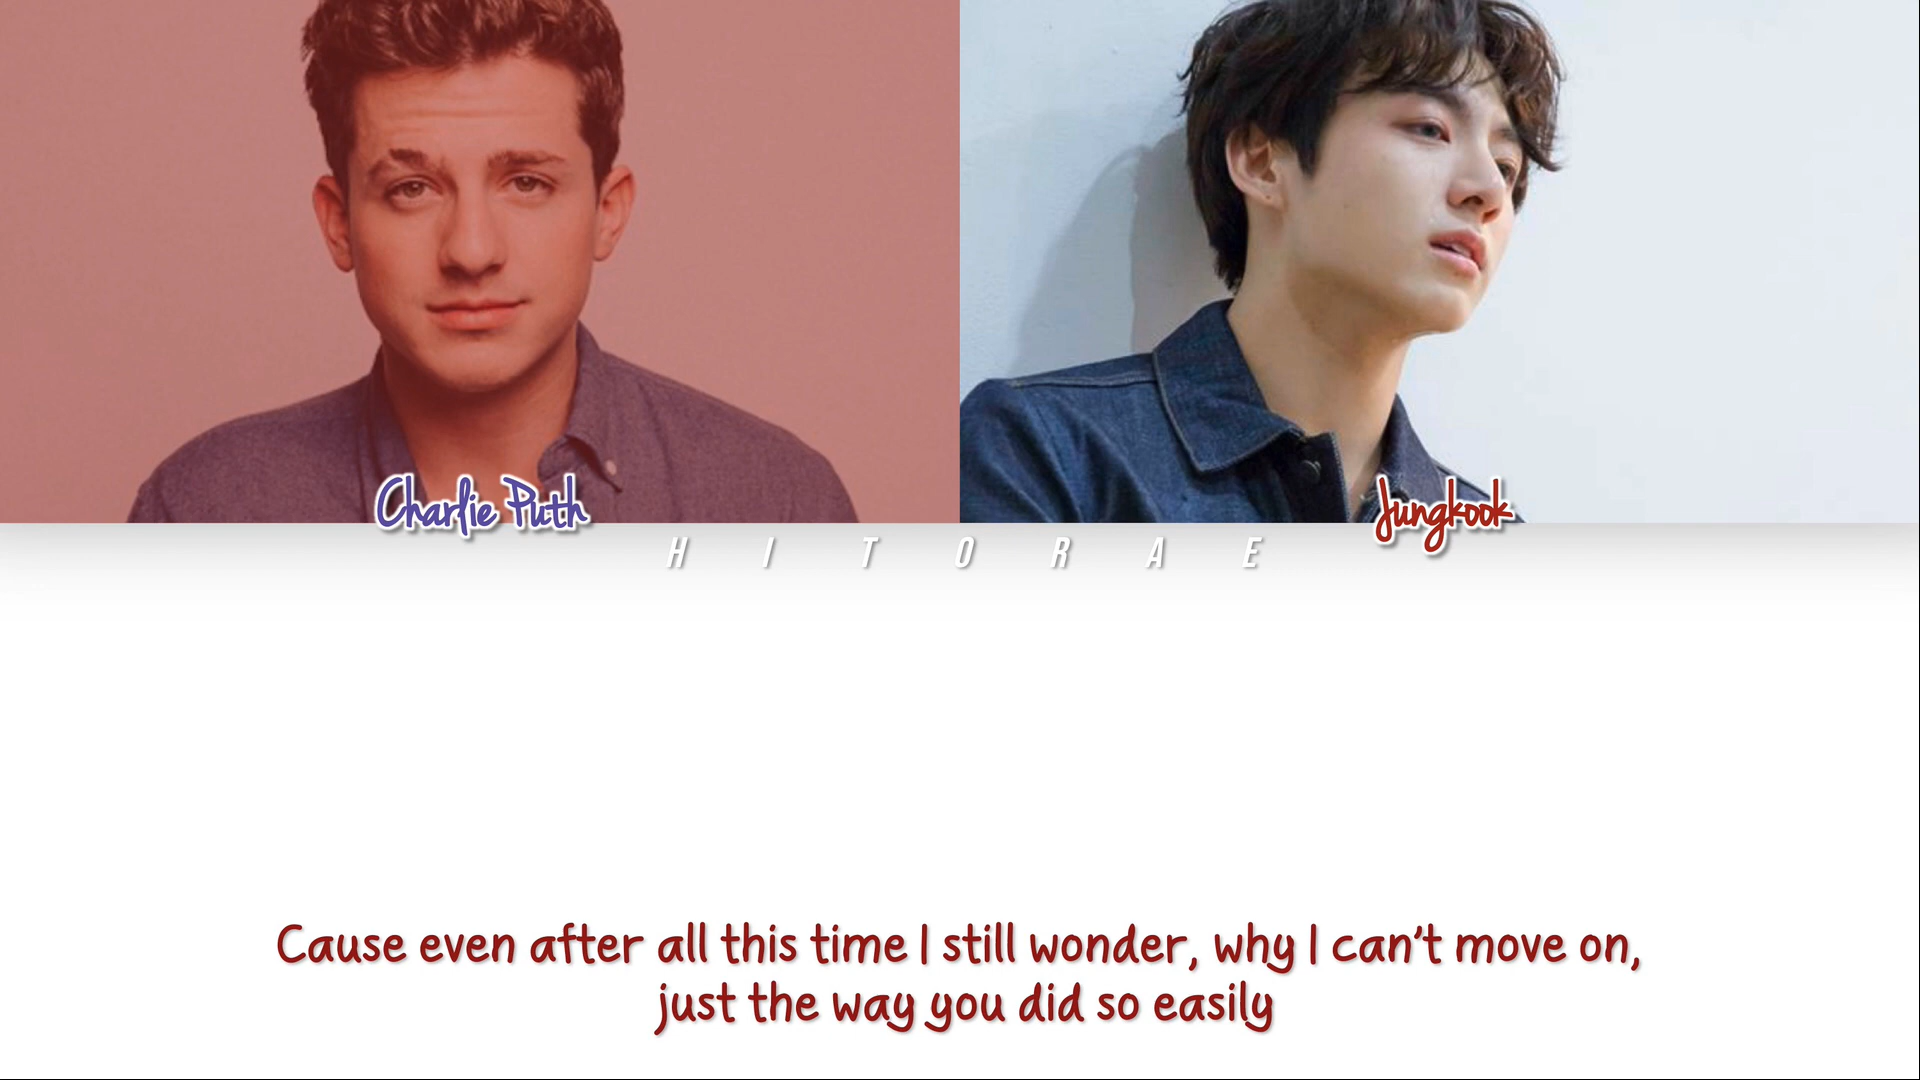 Charlie Puth
Jungkook
HITORAE
Cause even after all this time I still wonder, why I can't move on,
just the way you did so easily